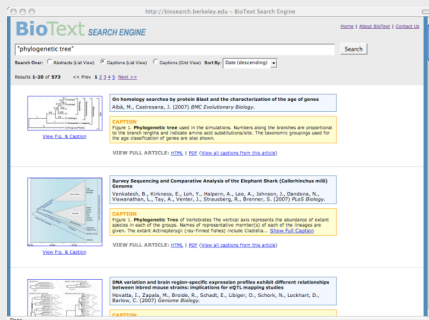 http://biosearch.berkeley.edu – BioText Search Engine
BioText SEARCH ENGINE
Home | About BioText | Contact Us
"phylogenetic tree"
Search
Search Over: Abstracts (List View) Captions (List View) Captions (Grid View) Sort By: Date (descending)
Results 1-20 of 573 << Prev 1 2 3 4 5 Next >>
On homology searches by protein Blast and the characterization of the age of genes
Albà, M., Castresana, J. (2007) BMC Evolutionary Biology.
CAPTION
Figure 1. Phylogenetic tree used in the simulations. Numbers along the branches are proportional
to the branch lengths and indicate amino acid substitutions/site. The taxonomic groups used for
the age classification of genes are also shown.
View Fig. & Caption
VIEW FULL ARTICLE: HTML | PDF (View all captions from this article)
Survey Sequencing and Comparative Analysis of the Elephant Shark (Callorhinchus milii)
Genome
Venkatesh, B., Kirkness, E., Loh, Y., Halpern, A., Lee, A., Johnson, J., Dandona, N.,
Viswanathan, L., Tay, A., Venter, J., Strausberg, R., Brenner, S. (2007) PLoS Biology.
CAPTION
Figure 1. Phylogenetic Tree of Vertebrates The vertical axis represents the abundance of extant
species in each of the groups. Names of representative member(s) of each of the lineages are
given. The extant Actinopterygii (ray-finned fishes) include Cladistia... Show Full Caption
View Fig. & Caption
VIEW FULL ARTICLE: HTML | PDF (View all captions from this article)
DNA variation and brain region-specific expression profiles exhibit different relationships
between inbred mouse strains: implications for eQTL mapping studies
Hovatta, I., Zapala, M., Broide, R., Schadt, E., Libiger, O., Schork, N., Lockhart, D.,
Barlow, C. (2007) Genome Biology.
CAPTION